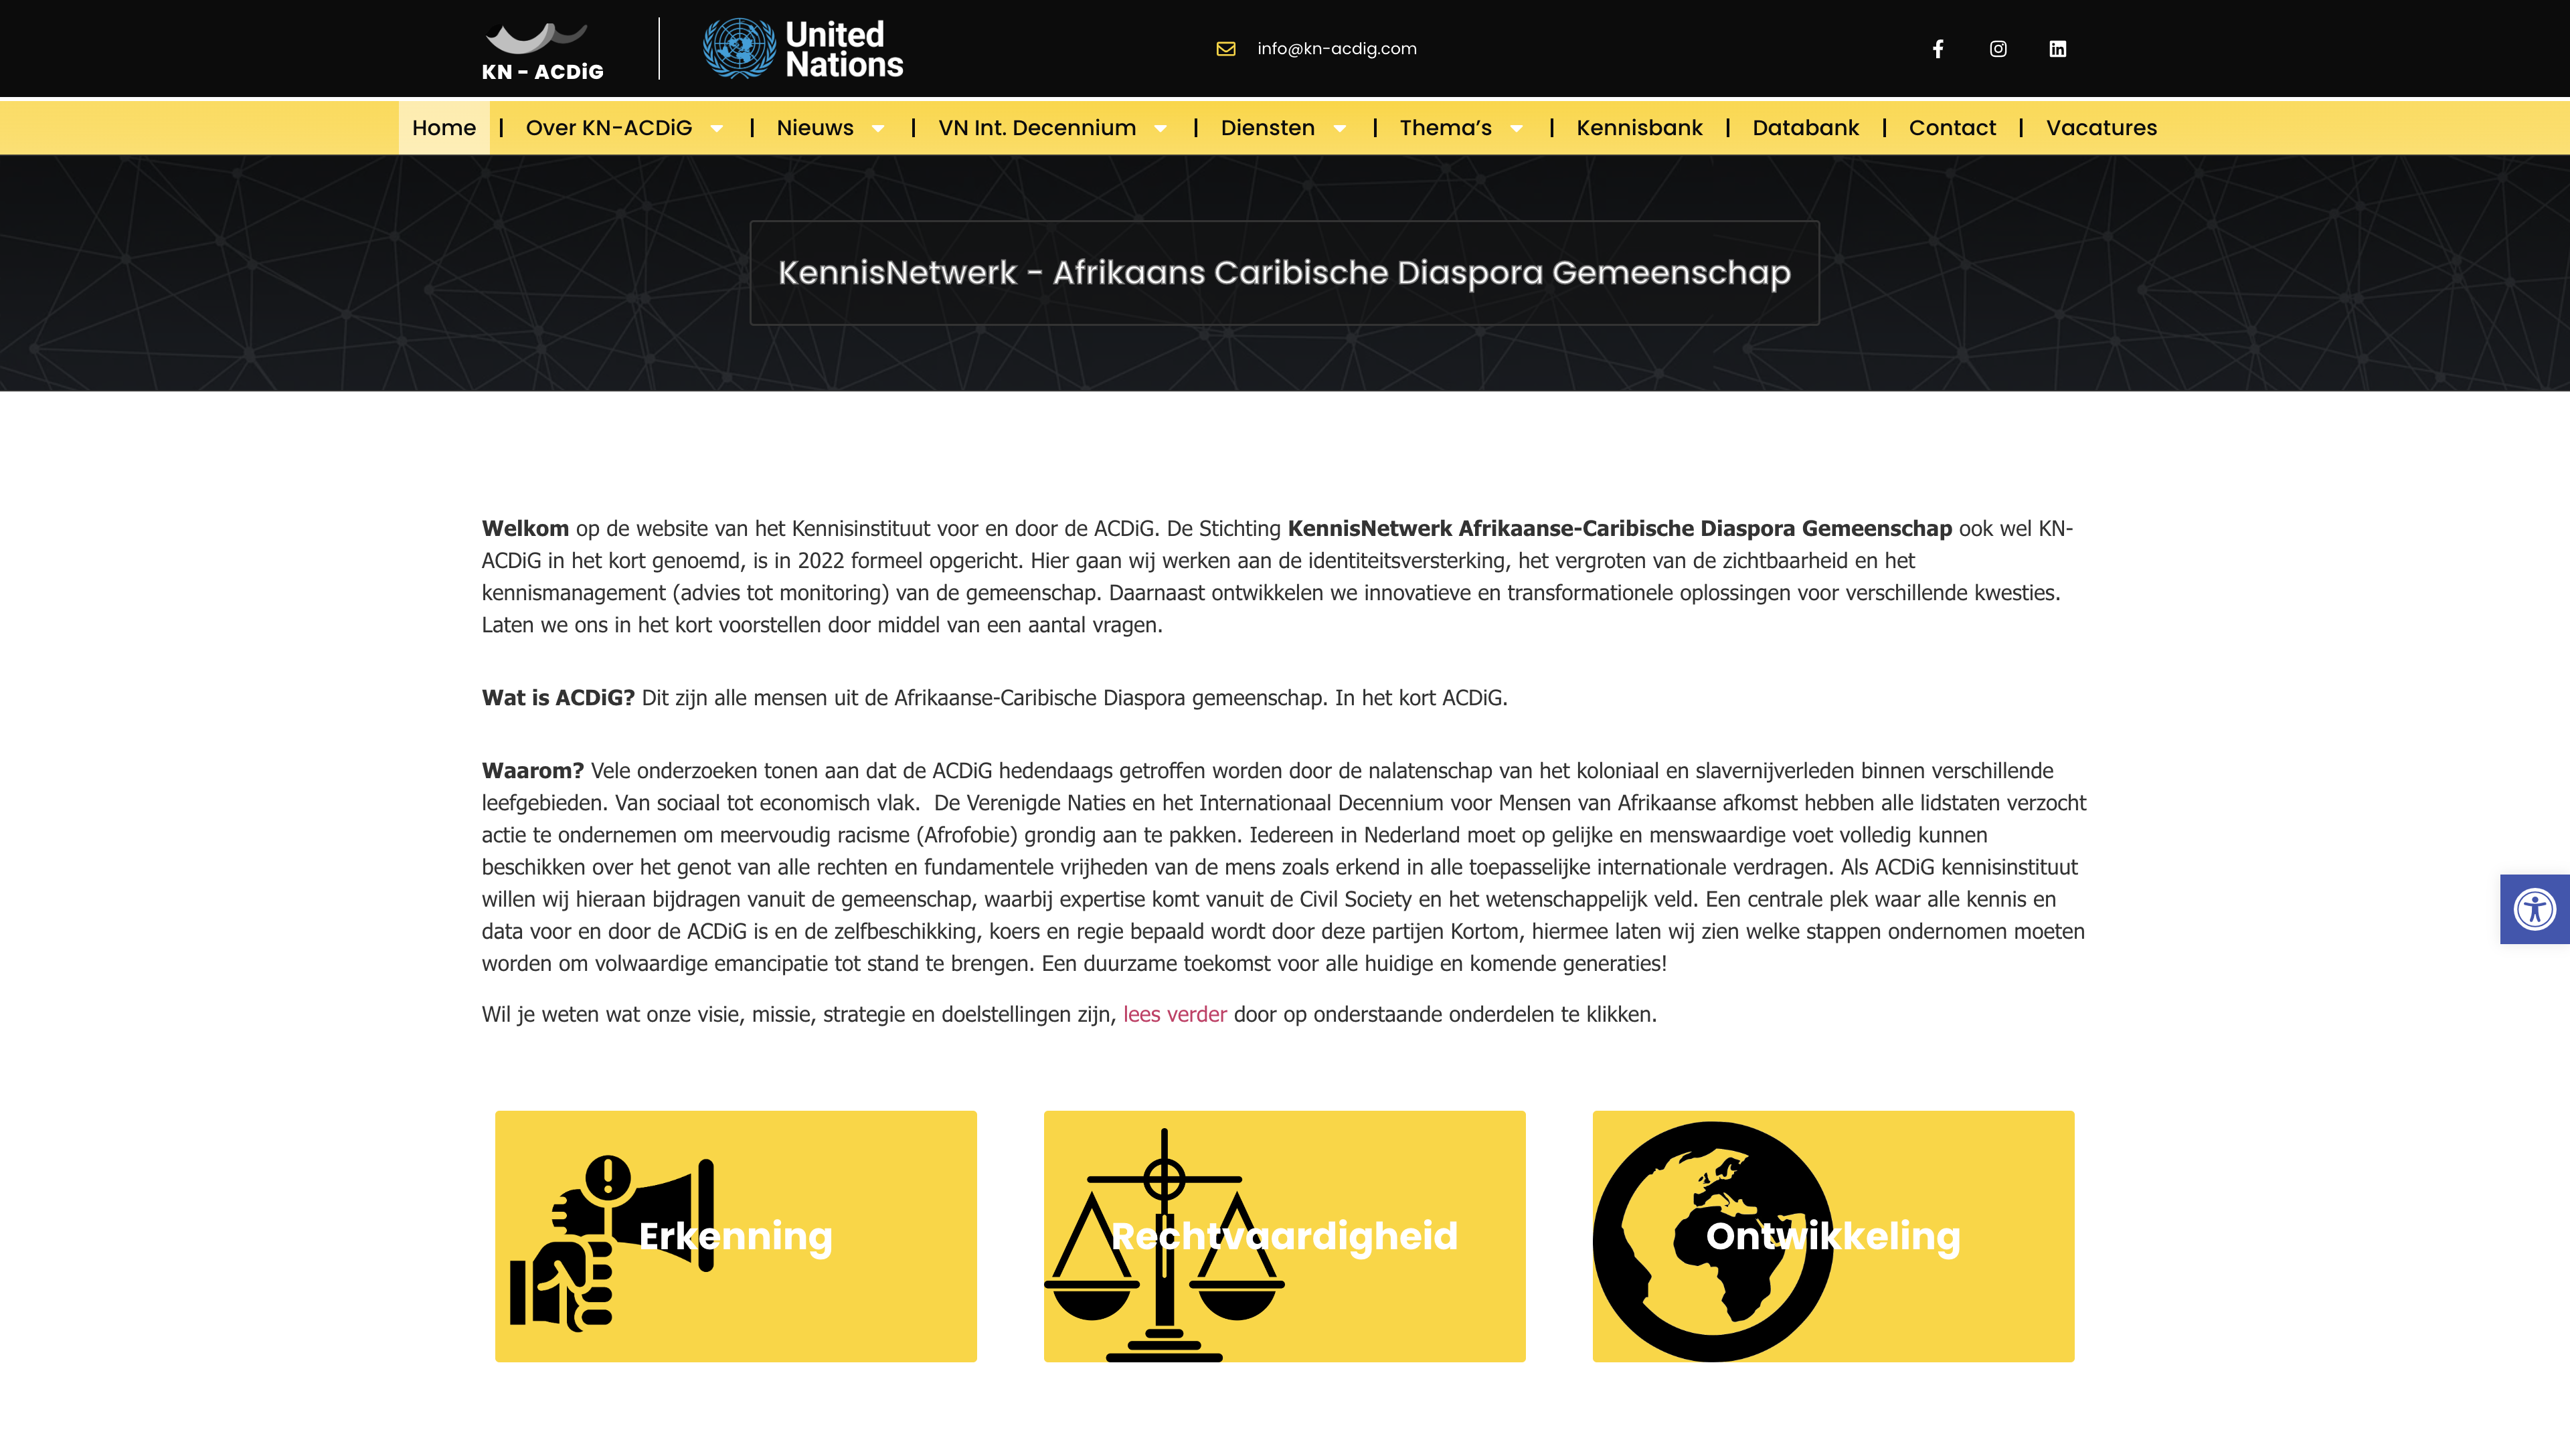 KN - ACDiG
United
Nations
info@kn-acdig.com
Home | Over KN-ACDiG | Nieuws | VN Int. Decennium | Diensten | Thema's | Kennisbank | Databank | Contact | Vacatures
KennisNetwerk - Afrikaans Caribische Diaspora Gemeenschap
Welkom op de website van het Kennisinstituut voor en door de ACDiG. De Stichting KennisNetwerk Afrikaanse-Caribische Diaspora Gemeenschap ook wel KN-
ACDiG in het kort genoemd, is in 2022 formeel opgericht. Hier gaan wij werken aan de identiteitsversterking, het vergroten van de zichtbaarheid en het
kennismanagement (advies tot monitoring) van de gemeenschap. Daarnaast ontwikkelen we innovatieve en transformationele oplossingen voor verschillende kwesties.
Laten we ons in het kort voorstellen door middel van een aantal vragen.
Wat is ACDiG? Dit zijn alle mensen uit de Afrikaanse-Caribische Diaspora gemeenschap. In het kort ACDiG.
Waarom? Vele onderzoeken tonen aan dat de ACDiG hedendaags getroffen worden door de nalatenschap van het koloniaal en slavernijverleden binnen verschillende
leefgebieden. Van sociaal tot economisch vlak.  De Verenigde Naties en het Internationaal Decennium voor Mensen van Afrikaanse afkomst hebben alle lidstaten verzocht
actie te ondernemen om meervoudig racisme (Afrofobie) grondig aan te pakken. Iedereen in Nederland moet op gelijke en menswaardige voet volledig kunnen
beschikken over het genot van alle rechten en fundamentele vrijheden van de mens zoals erkend in alle toepasselijke internationale verdragen. Als ACDiG kennisinstituut
willen wij hieraan bijdragen vanuit de gemeenschap, waarbij expertise komt vanuit de Civil Society en het wetenschappelijk veld. Een centrale plek waar alle kennis en
data voor en door de ACDiG is en de zelfbeschikking, koers en regie bepaald wordt door deze partijen Kortom, hiermee laten wij zien welke stappen ondernomen moeten
worden om volwaardige emancipatie tot stand te brengen. Een duurzame toekomst voor alle huidige en komende generaties!
Wil je weten wat onze visie, missie, strategie en doelstellingen zijn, lees verder door op onderstaande onderdelen te klikken.
Erkenning
Rechtvaardigheid
Ontwikkeling